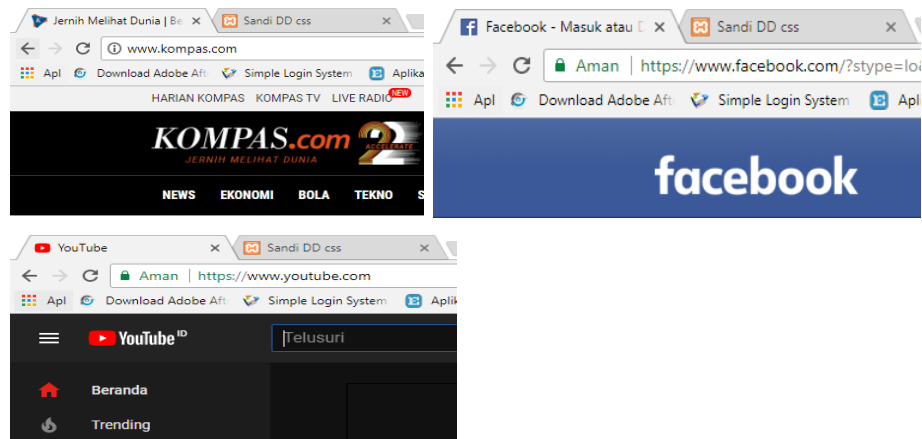 Jernih Melihat Dunia | Be
Sandi DD css
www.kompas.com
Apl
Download Adobe Aft
Simple Login System
Aplika
HARIAN KOMPAS
KOMPAS TV
LIVE RADIO
NEW
KOMPAS.com
2
ACCELERATE
JERNIH MELIHAT DUNIA
NEWS
EKONOMI
BOLA
TEKNO
S
Facebook - Masuk atau D
Sandi DD css
Aman | https://www.facebook.com/?stype=lo
Apl
Download Adobe Aft
Simple Login System
Apli
facebook
YouTube
Sandi DD css
Aman | https://www.youtube.com
Apl
Download Adobe Aft
Simple Login System
Aplik
YouTube ID
Telusuri
Beranda
Trending